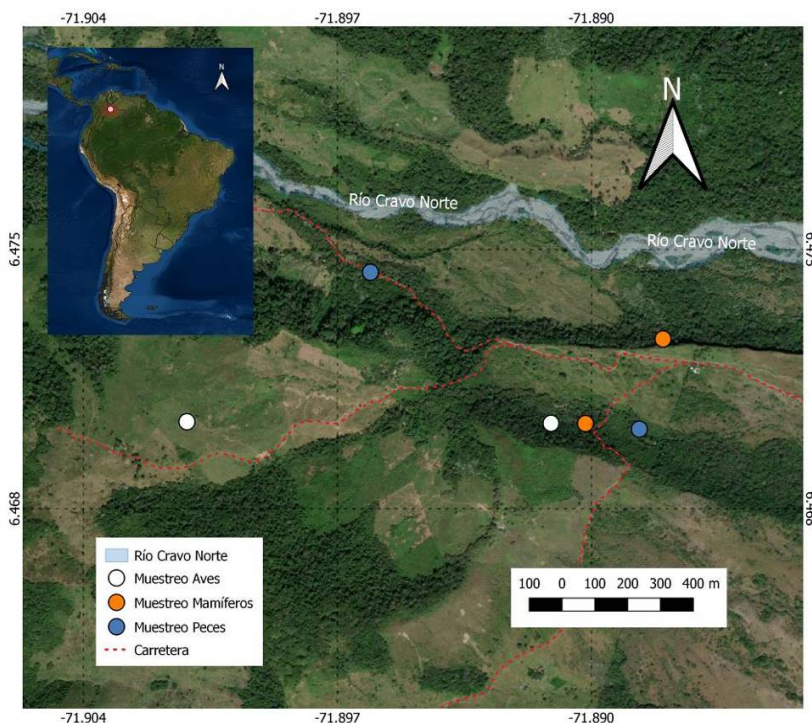 -71.904 -71.897 -71.890
N
Río Cravo Norte
Río Cravo Norte
6.475 6.475
6.468 6.468
Río Cravo Norte
Muestreo Aves
Muestreo Mamíferos
Muestreo Peces
Carretera
100 0 100 200 300 400 m
-71.904 -71.897 -71.890